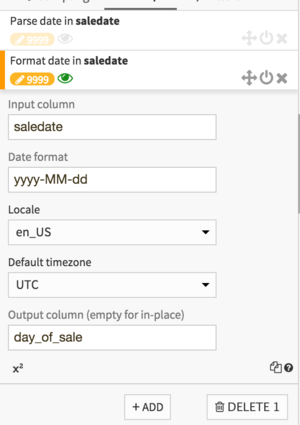 Parse date in saledate
9999
Format date in saledate
9999
Input column
saledate
Date format
yyyy-MM-dd
Locale
en_US
Default timezone
UTC
Output column (empty for in-place)
day_of_sale
x²
+ ADD
DELETE 1